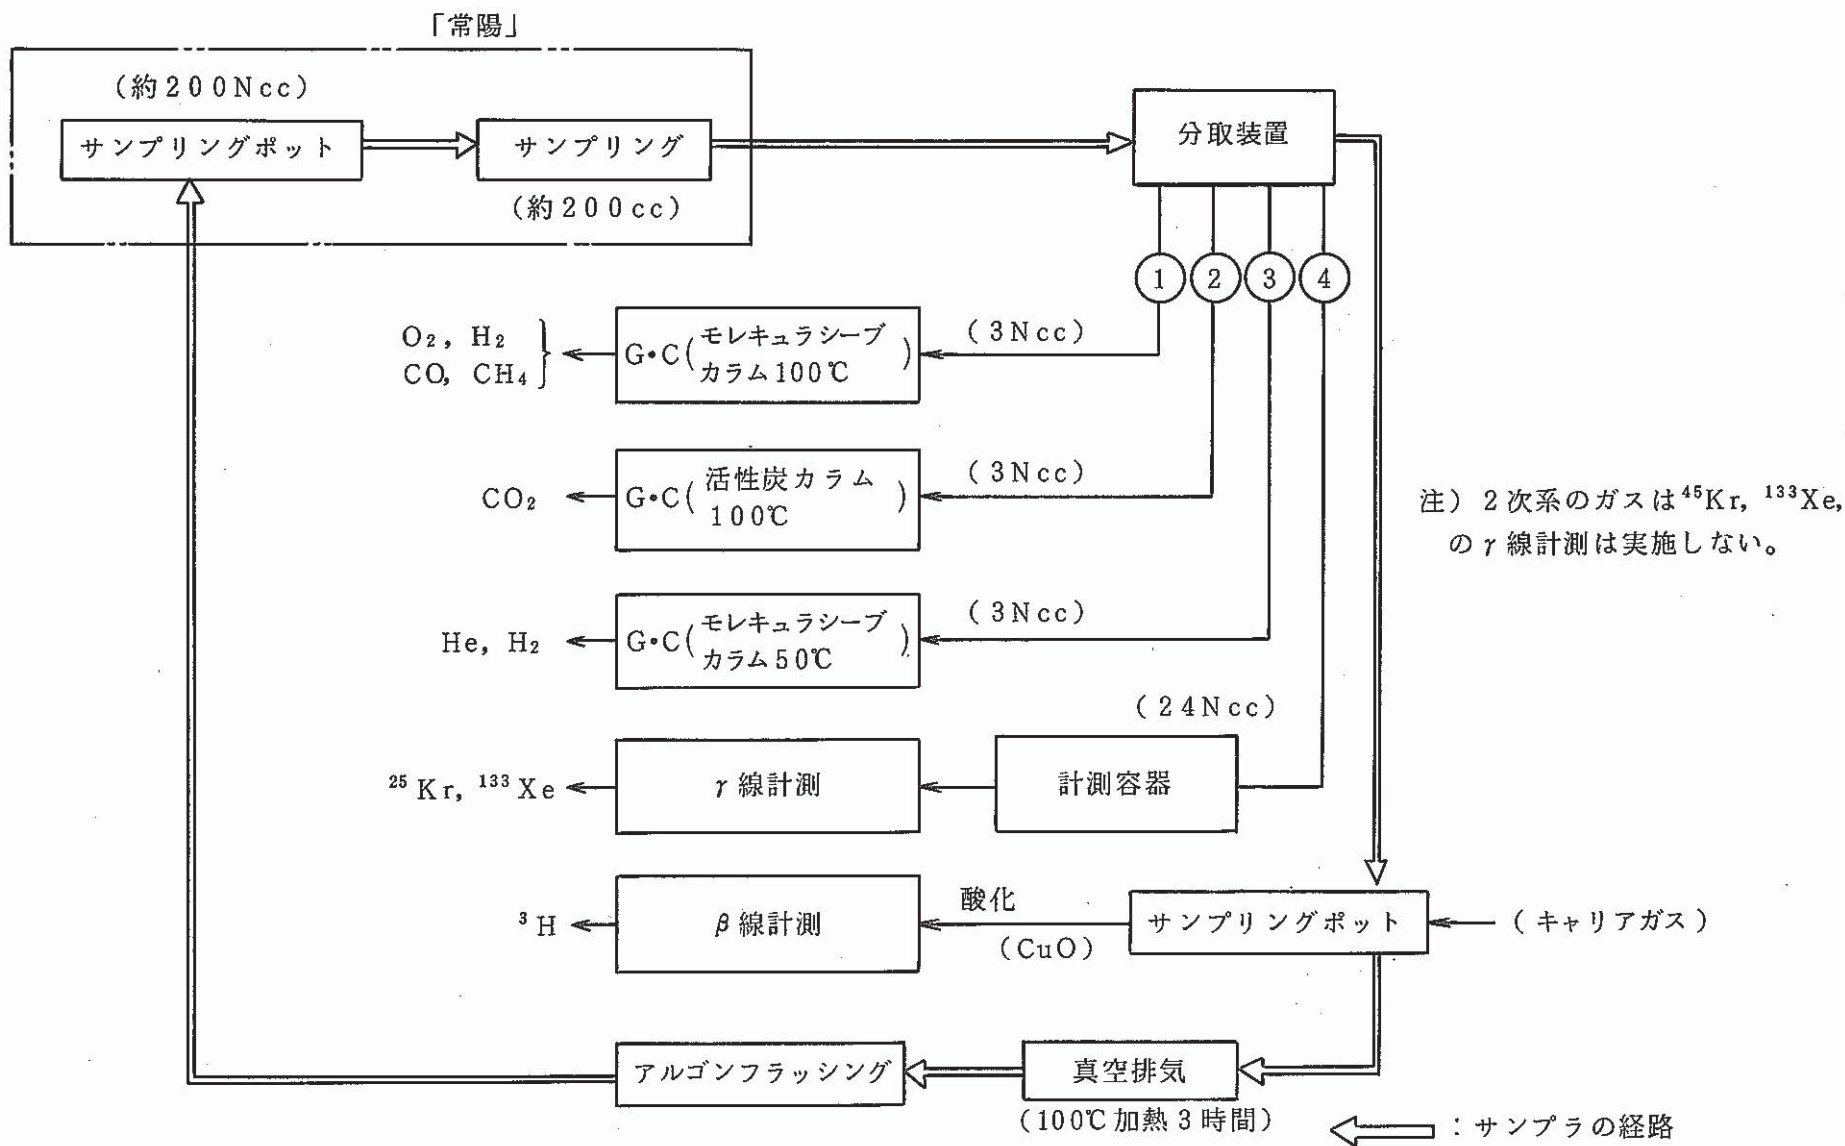 「常陽」
(約200Ncc)
サンプリングポット
サンプリング
(約200cc)
分取装置
① ② ③ ④
O₂, H₂
CO, CH₄
G・C(モレキュラシーブ
カラム100℃)
(3Ncc)
CO₂
G・C(活性炭カラム
100℃)
(3Ncc)
注) 2次系のガスは⁴⁵Kr, ¹³³Xe,
のγ線計測は実施しない。
He, H₂
G・C(モレキュラシーブ
カラム50℃)
(3Ncc)
(24Ncc)
²⁵Kr, ¹³³Xe
γ線計測
計測容器
³H
β線計測
酸化
(CuO)
サンプリングポット
(キャリアガス)
アルゴンフラッシング
真空排気
(100℃加熱3時間)
:サンプラの経路